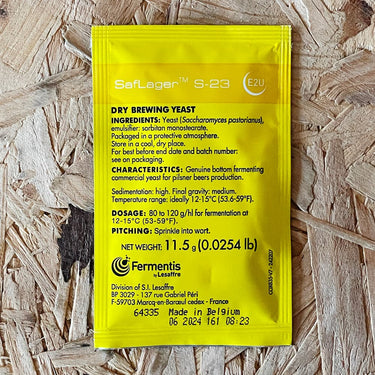 SafLager™ S-23
E2U
DRY BREWING YEAST
INGREDIENTS: Yeast (Saccharomyces pastorianus),
emulsifier: sorbitan monostearate.
Packaged in a protective atmosphere.
Store in a cool, dry place.
For best before end date and batch number:
see on packaging.
CHARACTERISTICS: Genuine bottom fermenting
commercial yeast for pilsner beers production.
Sedimentation: high. Final gravity: medium.
Temperature range: ideally 12-15°C (53.6-59°F).
DOSAGE: 80 to 120 g/hl for fermentation at
12-15°C (53-59°F).
PITCHING: Sprinkle into wort.
NET WEIGHT: 11.5 g (0.0254 lb)
Fermentis
by Lesaffre
Division of S.I. Lesaffre
BP 3029 - 137 rue Gabriel Péri
F-59703 Marcq-en-Barœul cedex - France
64335 Made in Belgium
06 2024 161 08:23